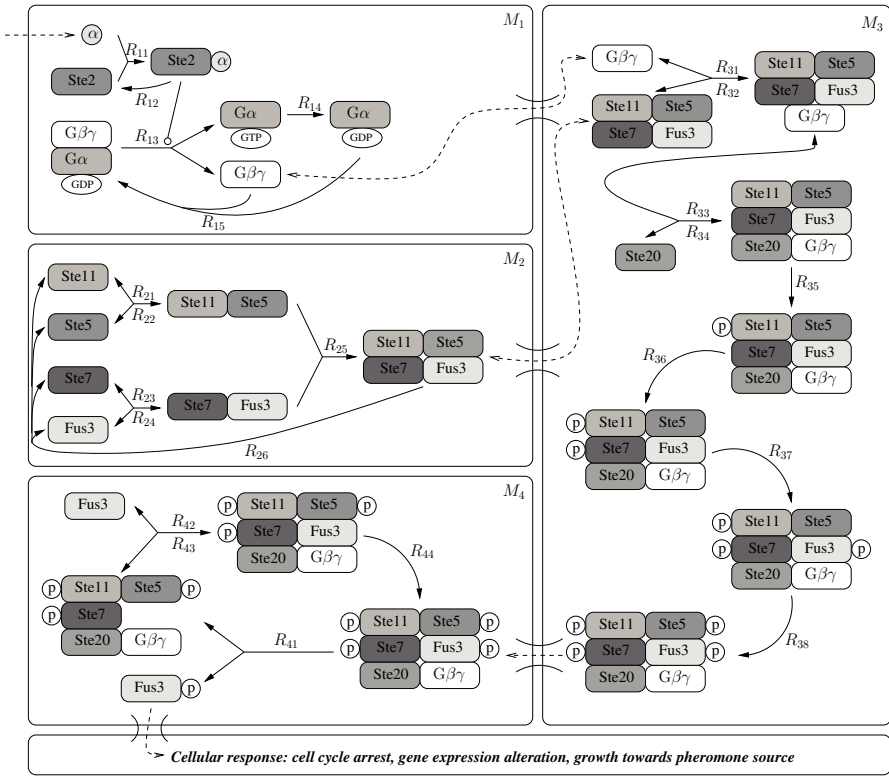 M1
α
R11
Ste2 α
Ste2
R12
Gβγ
Gα
GDP
R13
Gα
GTP
R14
Gα
GDP
Gβγ
R15
M2
Ste11
R21
R22
Ste5
Ste11 Ste5
Ste7
R23
R24
Fus3
Ste7 Fus3
R25
Ste11 Ste5
Ste7 Fus3
R26
M3
Gβγ
R31
R32
Ste11 Ste5
Ste7 Fus3
Ste11 Ste5
Ste7 Fus3
Gβγ
R33
R34
Ste20
Ste11 Ste5
Ste7 Fus3
Ste20 Gβγ
R35
p Ste11 Ste5
Ste7 Fus3
Ste20 Gβγ
R36
p Ste11 Ste5
p Ste7 Fus3
Ste20 Gβγ
R37
p Ste11 Ste5
p Ste7 Fus3 p
Ste20 Gβγ
R38
p Ste11 Ste5 p
p Ste7 Fus3 p
Ste20 Gβγ
M4
Fus3
R42
R43
p Ste11 Ste5 p
p Ste7 Fus3
Ste20 Gβγ
R44
p Ste11 Ste5 p
p Ste7
Ste20 Gβγ
R41
p Ste11 Ste5 p
p Ste7 Fus3 p
Ste20 Gβγ
Fus3 p
Cellular response: cell cycle arrest, gene expression alteration, growth towards pheromone source